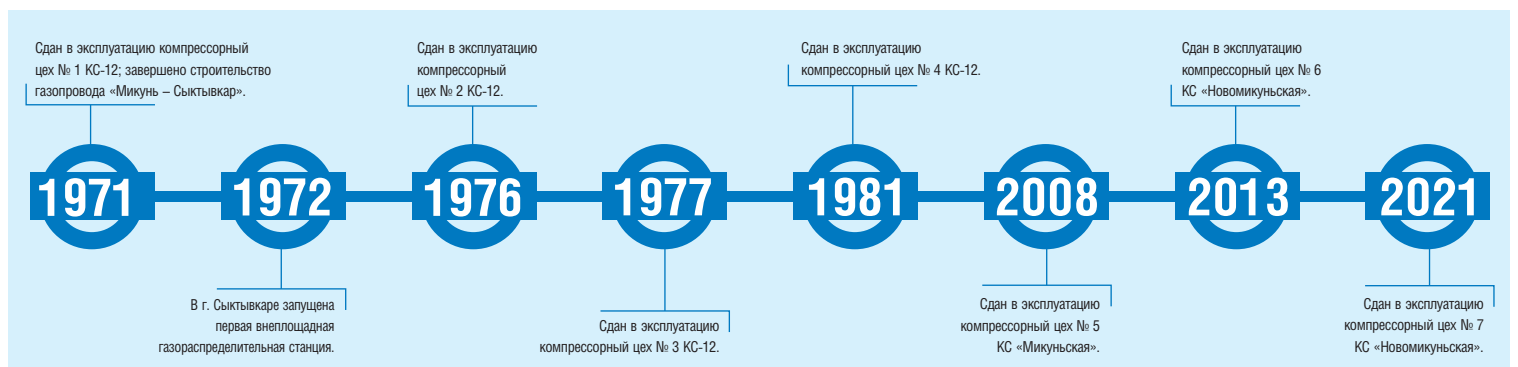 Сдан в эксплуатацию компрессорный
цех № 1 КС-12; завершено строительство
газопровода «Микунь – Сыктывкар».
1971
1972
В г. Сыктывкаре запущена
первая внеплощадная
газораспределительная станция.
Сдан в эксплуатацию
компрессорный
цех № 2 КС-12.
1976
1977
Сдан в эксплуатацию
компрессорный цех № 3 КС-12.
Сдан в эксплуатацию
компрессорный цех № 4 КС-12.
1981
2008
Сдан в эксплуатацию
компрессорный цех № 5
КС «Микуньская».
Сдан в эксплуатацию
компрессорный цех № 6
КС «Новомикуньская».
2013
2021
Сдан в эксплуатацию
компрессорный цех № 7
КС «Новомикуньская».